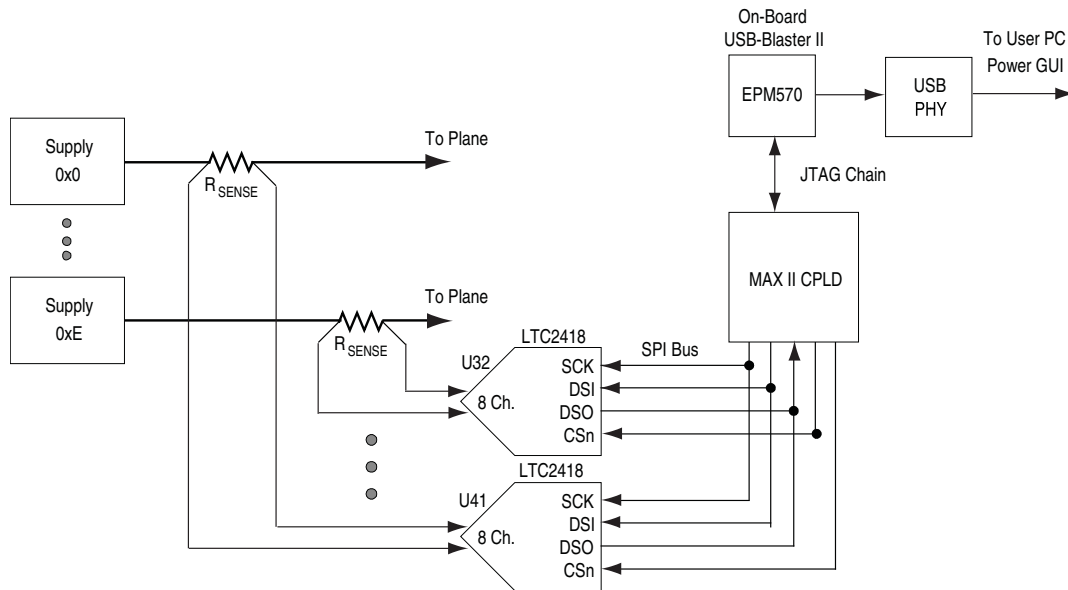 On-Board
USB-Blaster II
To User PC
Power GUI
EPM570
USB
PHY
JTAG Chain
Supply
0x0
RSENSE
To Plane
MAX II CPLD
Supply
0xE
RSENSE
To Plane
LTC2418
U32
8 Ch.
SCK
DSI
DSO
CSn
SPI Bus
LTC2418
U41
8 Ch.
SCK
DSI
DSO
CSn